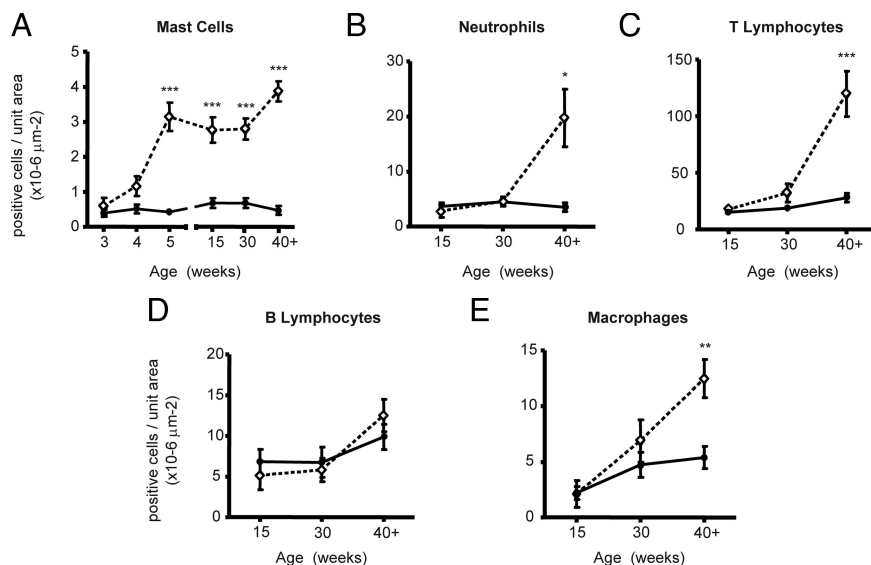 A
Mast Cells
positive cells / unit area
(x10-6 μm-2)
5
4
3
2
1
0
***
***
***
***
3 4 5 15 30 40+
Age (weeks)
B
Neutrophils
30
20
10
0
*
15 30 40+
Age (weeks)
C
T Lymphocytes
150
100
50
0
***
15 30 40+
Age (weeks)
D
B Lymphocytes
positive cells / unit area
(x10-6 μm-2)
20
15
10
5
0
15 30 40+
Age (weeks)
E
Macrophages
15
10
5
0
**
15 30 40+
Age (weeks)